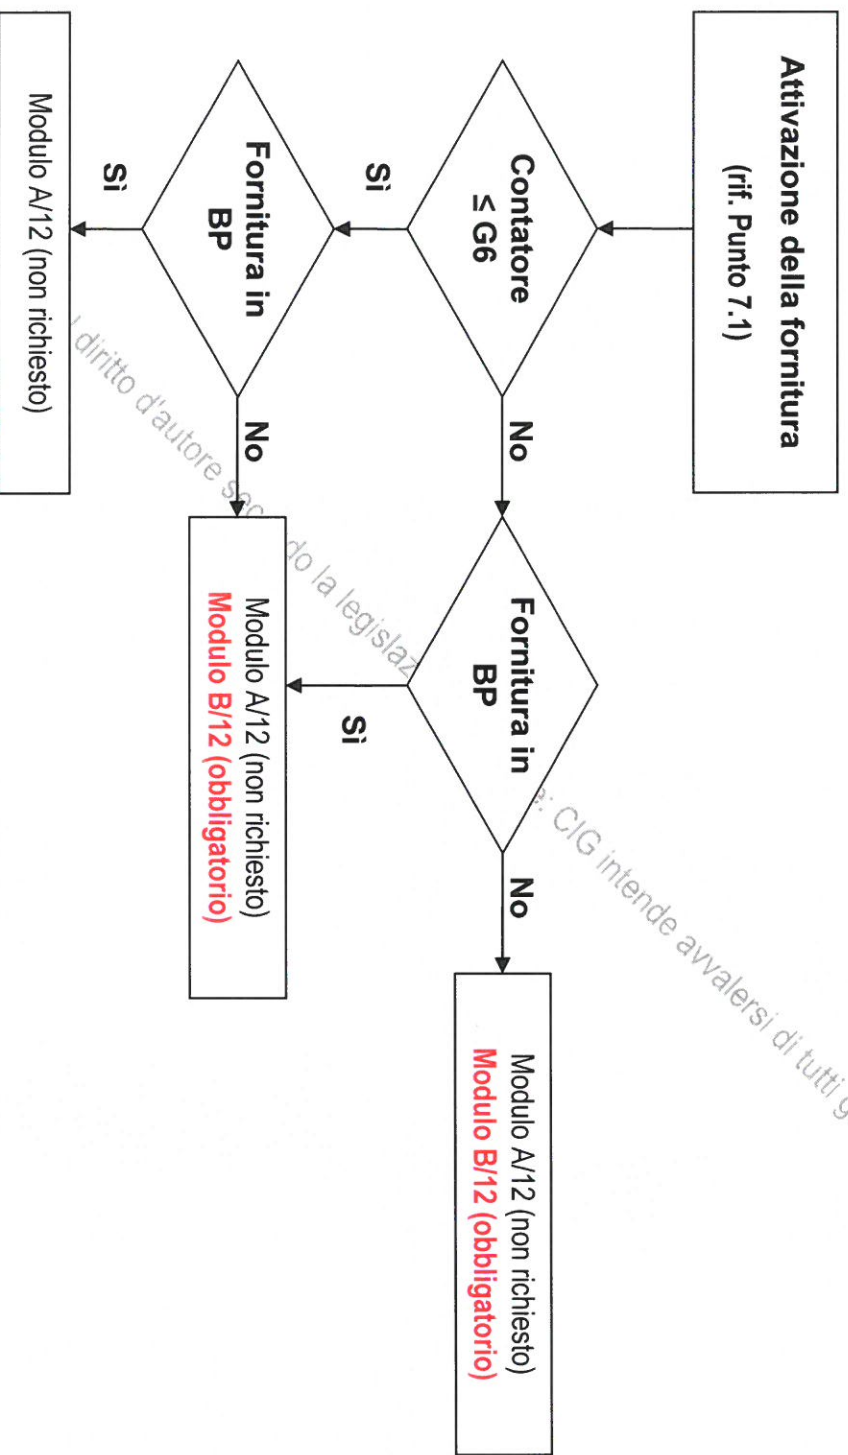 Attivazione della fornitura
(rif. Punto 7.1)
Contatore
≤ G6
No
Fornitura in
BP
No
Modulo A/12 (non richiesto)
Modulo B/12 (obbligatorio)
Sì
Sì
Fornitura in
BP
No
Modulo A/12 (non richiesto)
Modulo B/12 (obbligatorio)
Sì
Modulo A/12 (non richiesto)
diritto d'autore
do la legislaz
: CIG intende avvalersi di tutti g